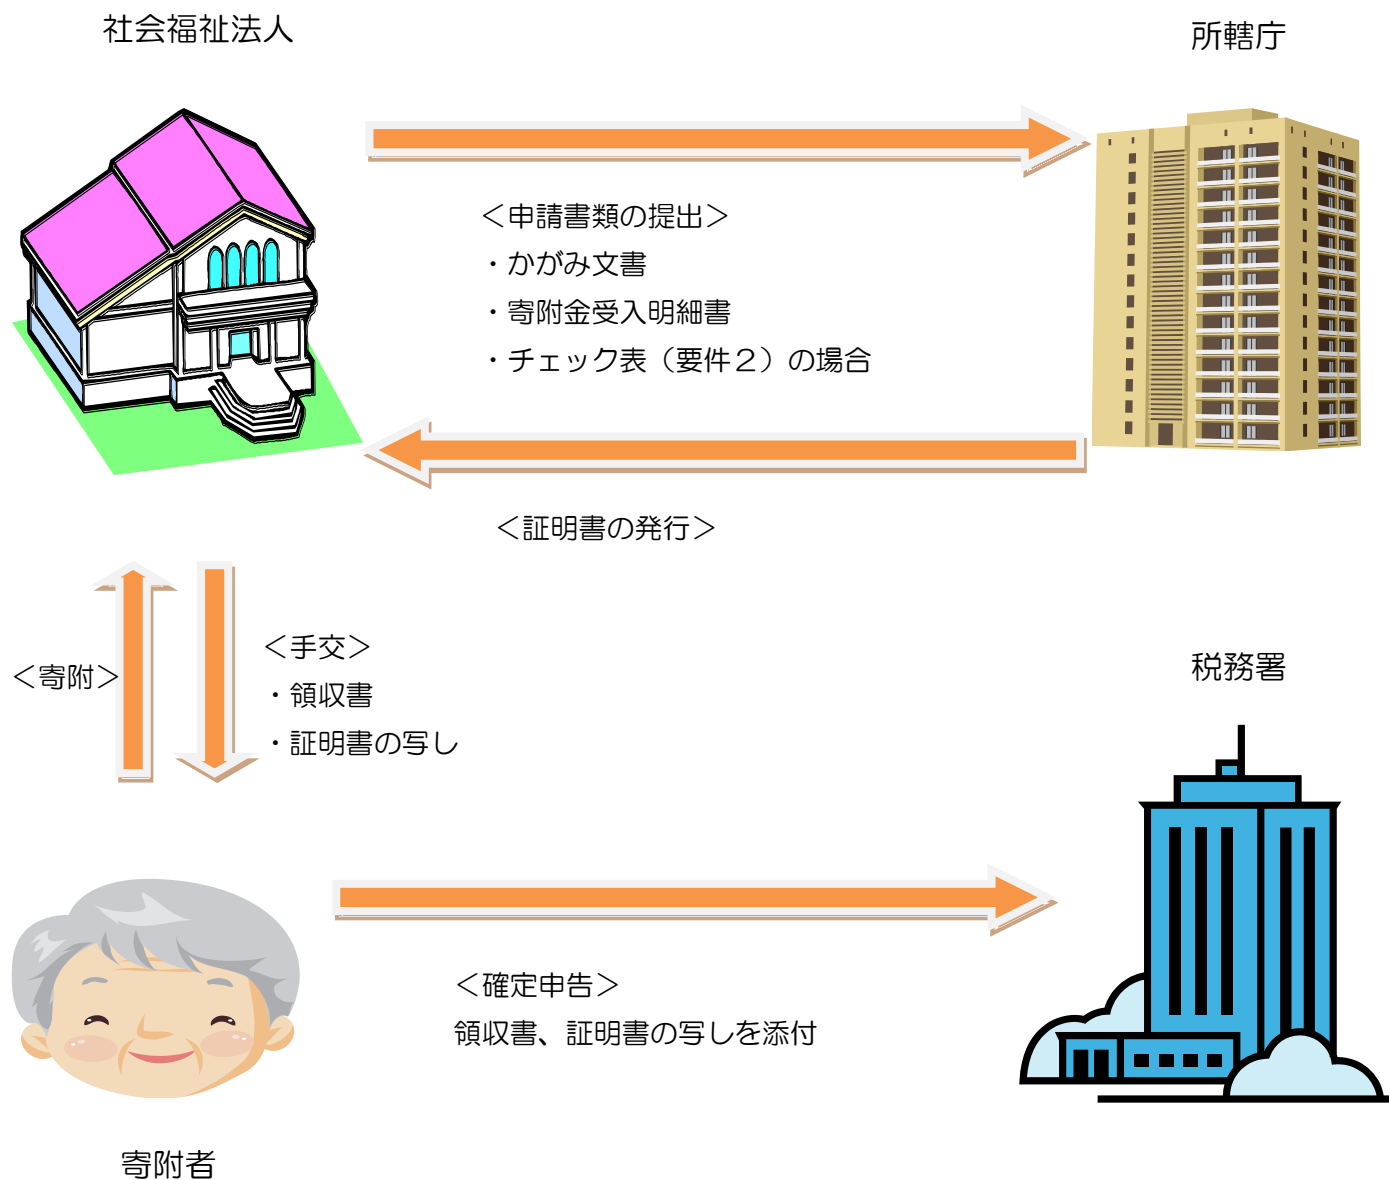 社会福祉法人
所轄庁
＜申請書類の提出＞
・かがみ文書
・寄附金受入明細書
・チェック表（要件２）の場合
＜証明書の発行＞
＜寄附＞
＜手交＞
・領収書
・証明書の写し
税務署
＜確定申告＞
領収書、証明書の写しを添付
寄附者